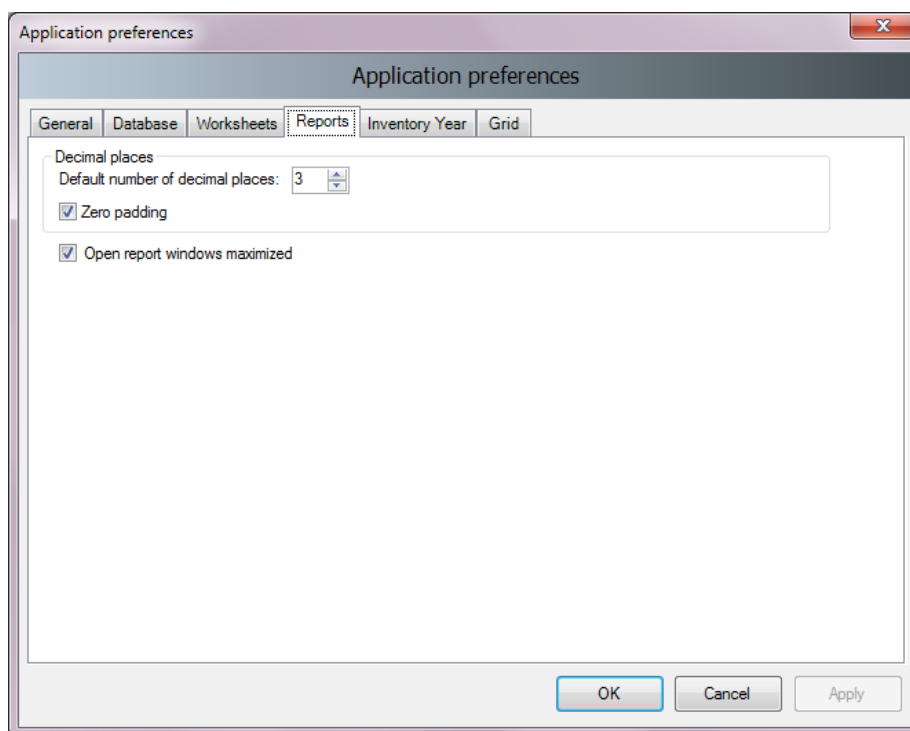 Application preferences
Application preferences
General Database Worksheets Reports Inventory Year Grid
Decimal places
Default number of decimal places: 3
Zero padding
Open report windows maximized
OK Cancel Apply